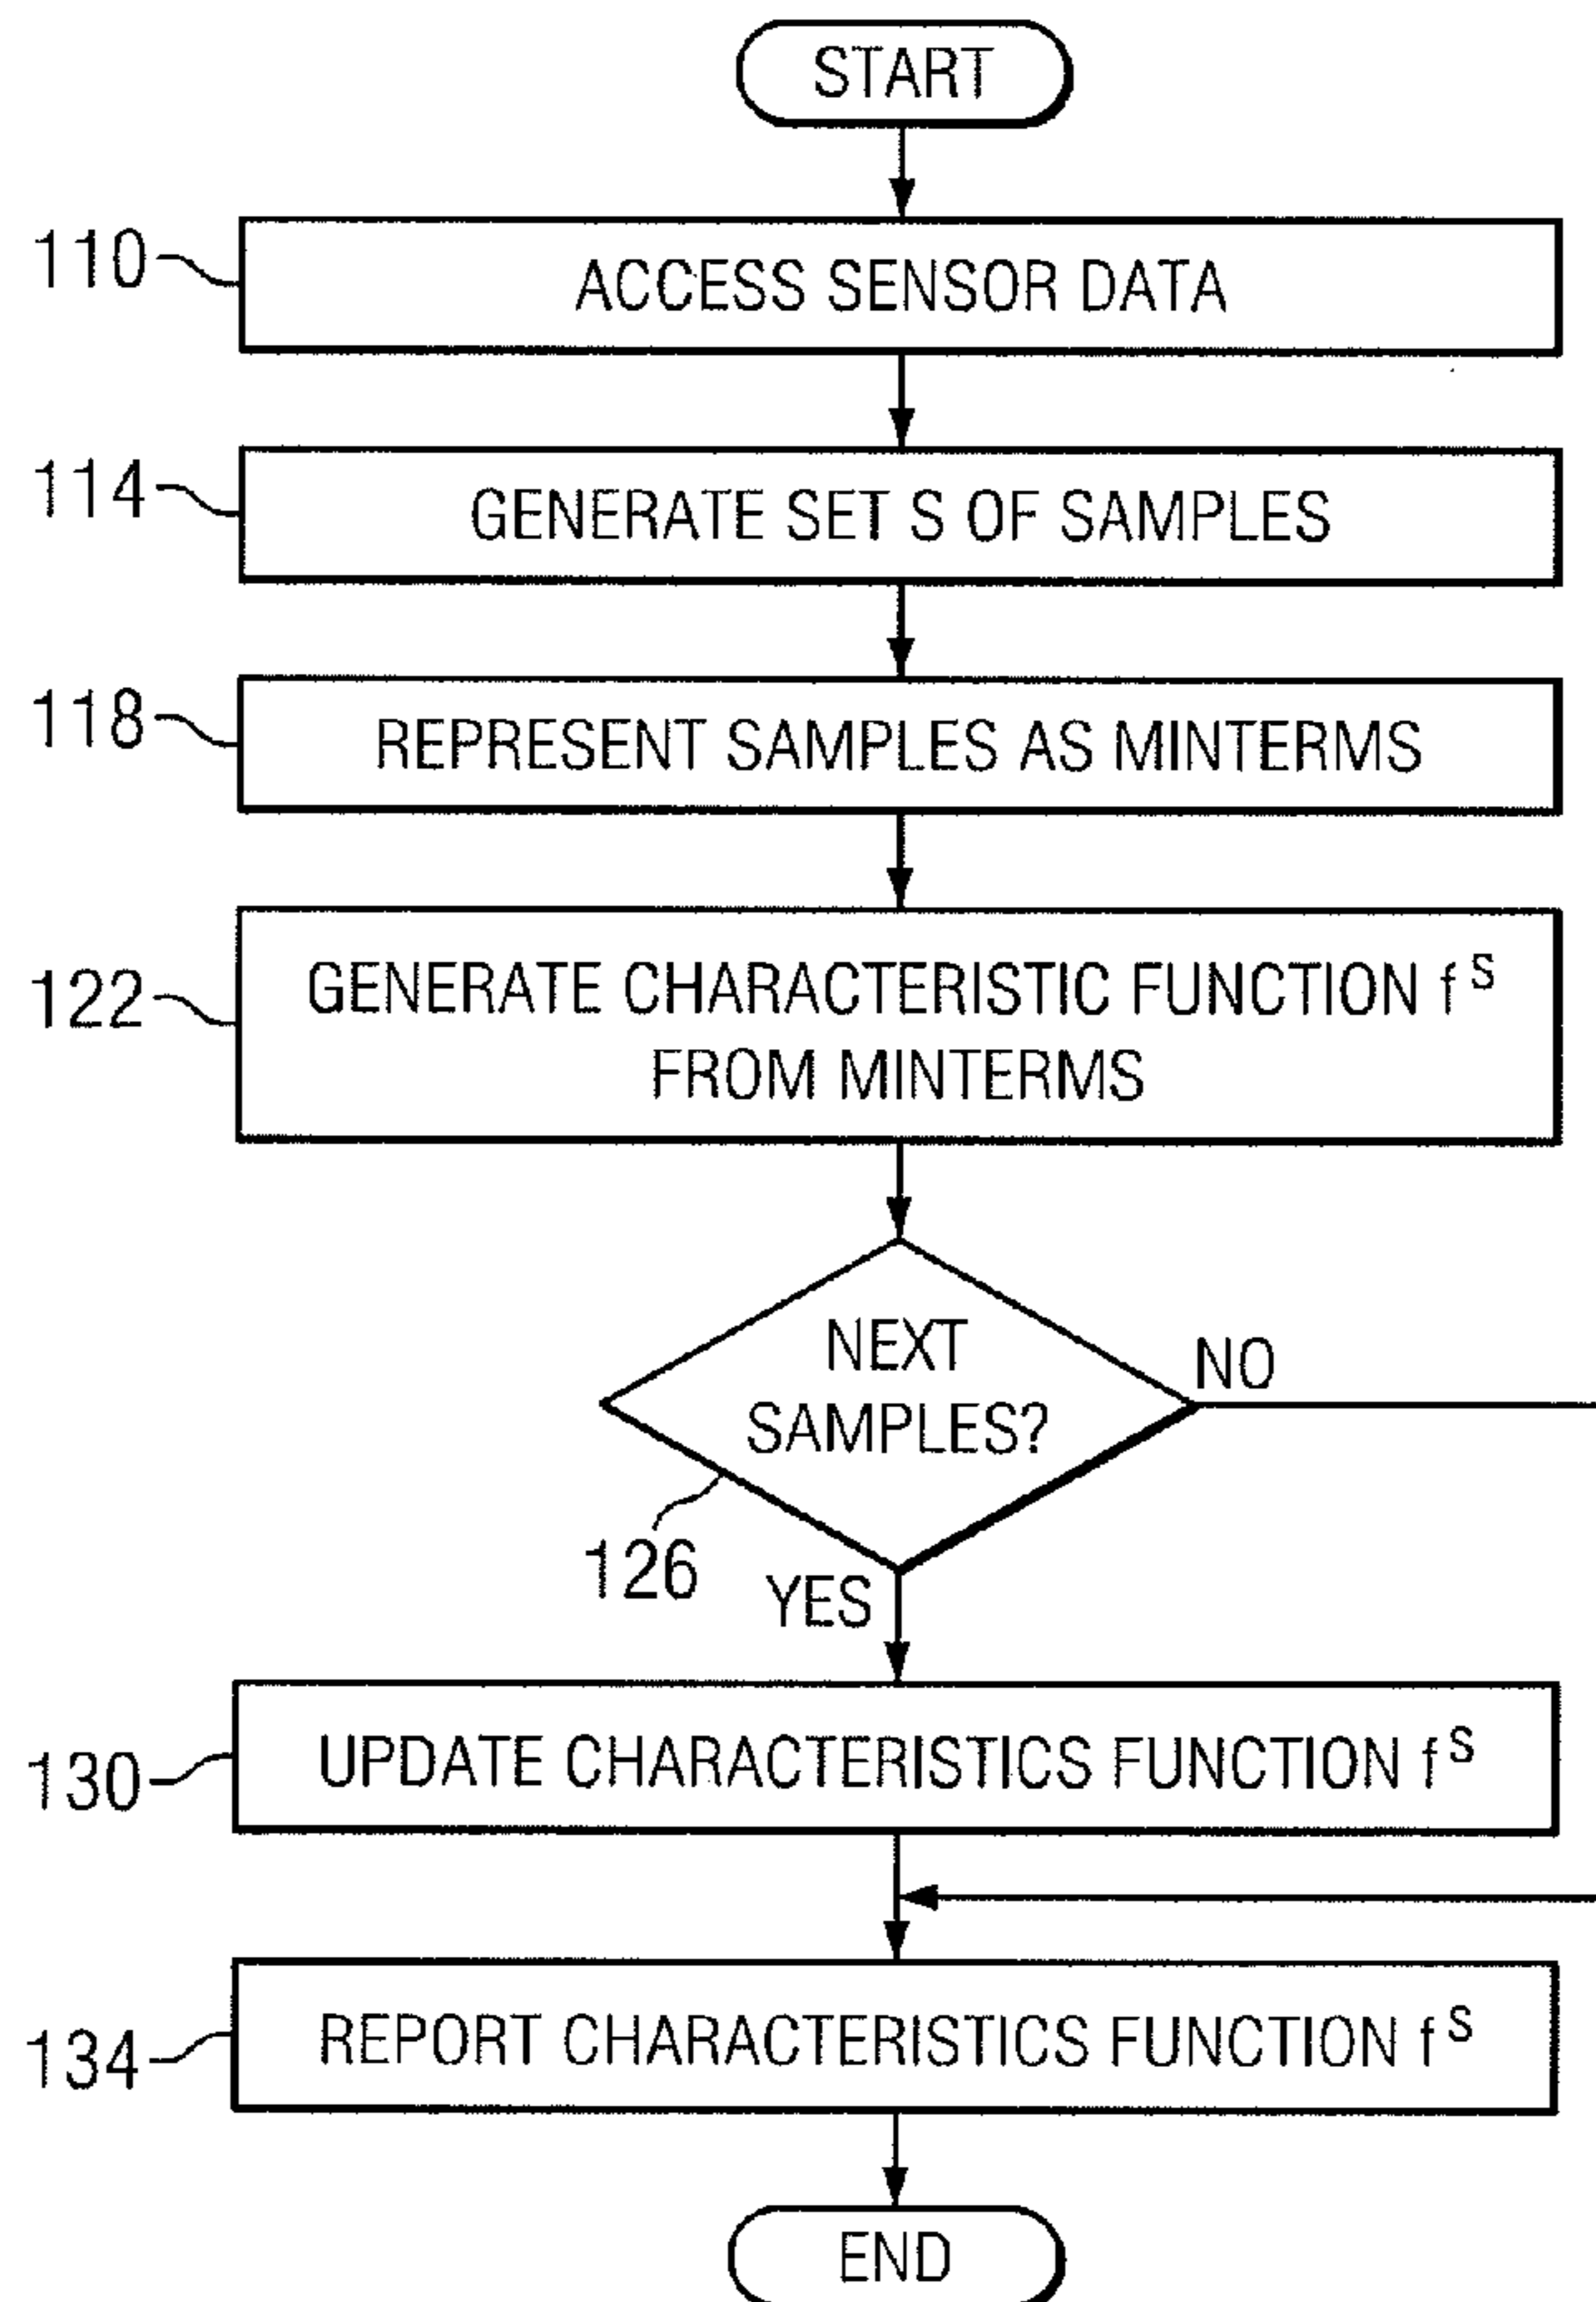 START
110
ACCESS SENSOR DATA
114
GENERATE SET S OF SAMPLES
118
REPRESENT SAMPLES AS MINTERMS
122
GENERATE CHARACTERISTIC FUNCTION f S
FROM MINTERMS
NEXT
SAMPLES?
NO
126
YES
130
UPDATE CHARACTERISTICS FUNCTION f S
134
REPORT CHARACTERISTICS FUNCTION f S
END